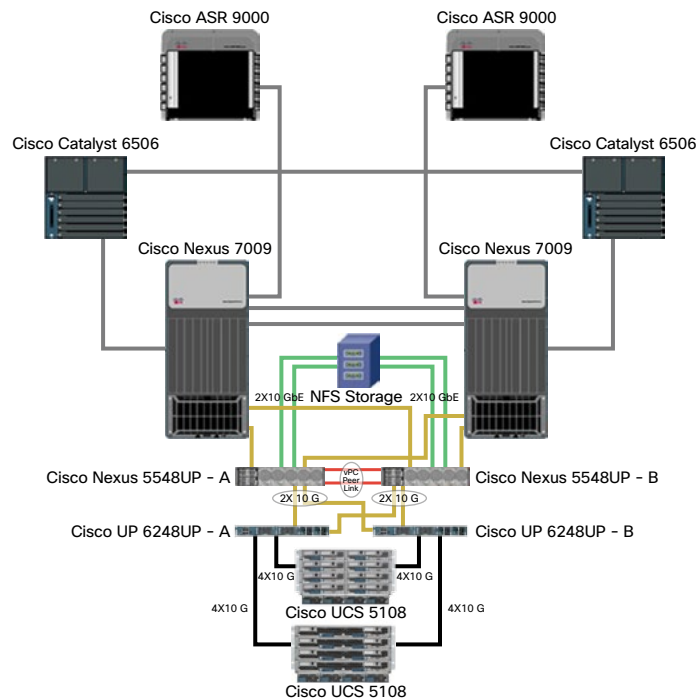 Cisco ASR 9000
Cisco ASR 9000
Cisco Catalyst 6506
Cisco Catalyst 6506
Cisco Nexus 7009
Cisco Nexus 7009
2X10 GbE
NFS Storage
2X10 GbE
Cisco Nexus 5548UP - A
vPC
Peer
Link
Cisco Nexus 5548UP - B
2X 10 G
2X 10 G
Cisco UP 6248UP - A
Cisco UP 6248UP - B
4X10 G
4X10 G
Cisco UCS 5108
4X10 G
4X10 G
Cisco UCS 5108